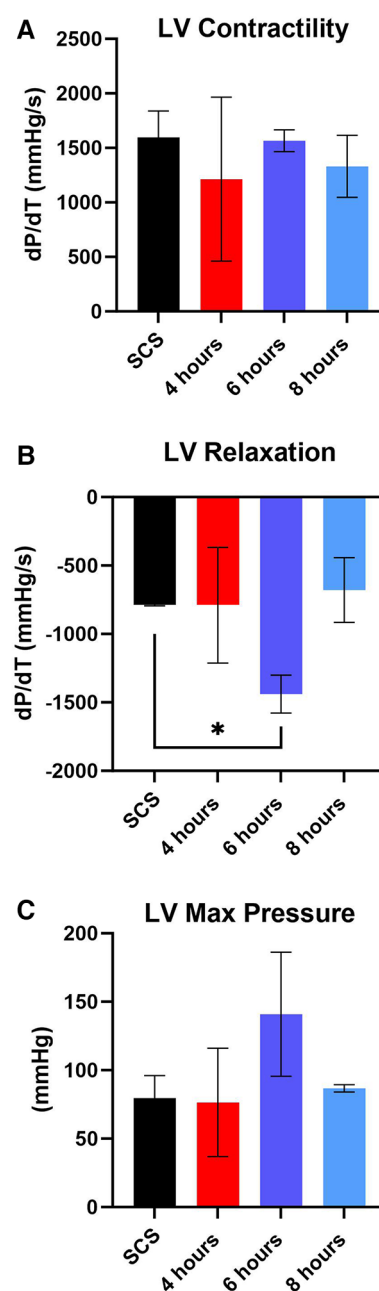 A
LV Contractility
dP/dT (mmHg/s)
2500
2000
1500
1000
500
0
SCS
4 hours
6 hours
8 hours
B
LV Relaxation
dP/dT (mmHg/s)
0
-500
-1000
-1500
-2000
*
SCS
4 hours
6 hours
8 hours
C
LV Max Pressure
(mmHg)
200
150
100
50
0
SCS
4 hours
6 hours
8 hours